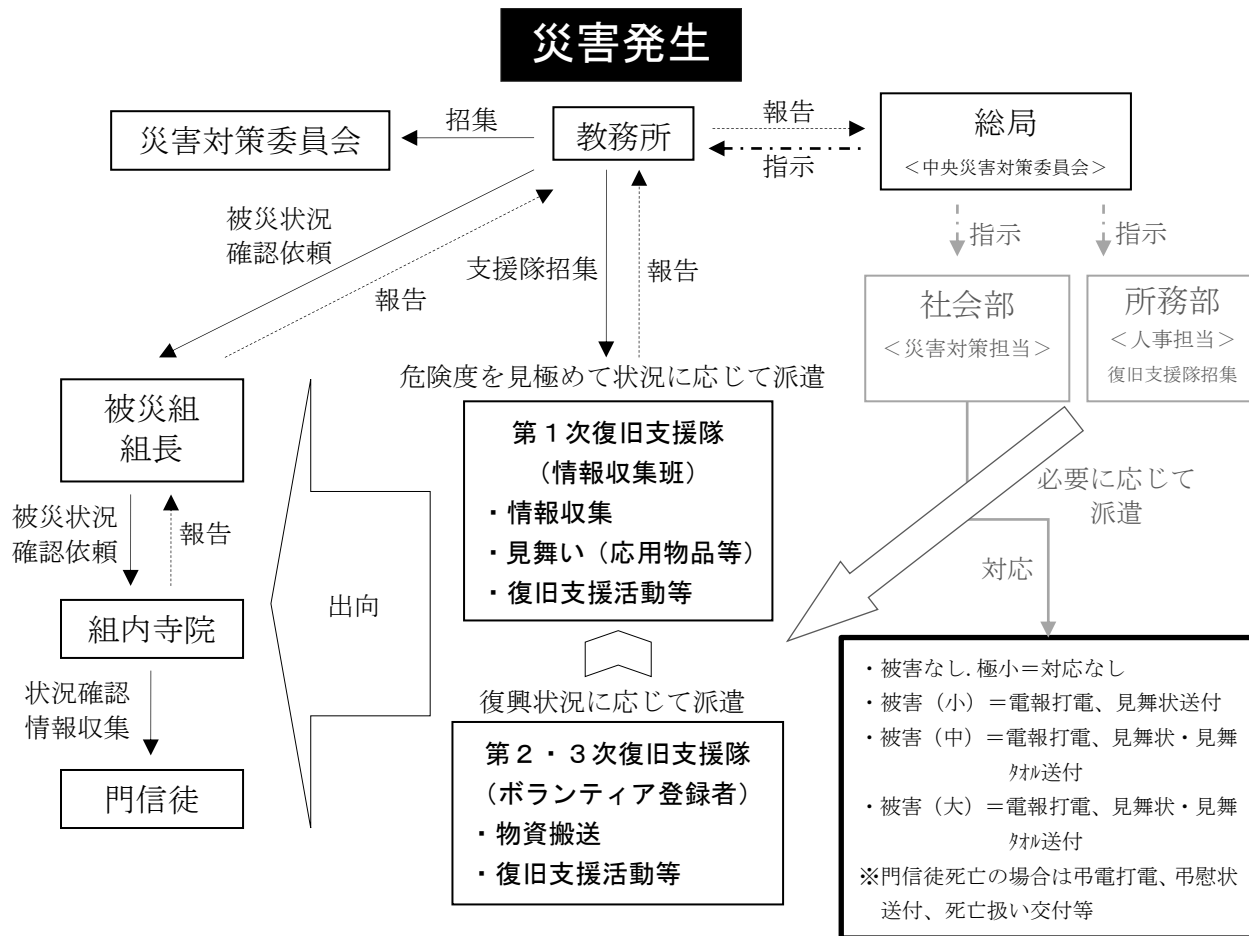 災害発生
災害対策委員会
招集
教務所
報告
指示
総局
＜中央災害対策委員会＞
被災状況
確認依頼
報告
支援隊招集
報告
指示
指示
社会部
＜災害対策担当＞
所務部
＜人事担当＞
復旧支援隊招集
危険度を見極めて状況に応じて派遣
被災組
組長
第１次復旧支援隊
（情報収集班）
・情報収集
・見舞い（応用物品等）
・復旧支援活動等
必要に応じて
派遣
被災状況
確認依頼
報告
対応
出向
組内寺院
状況確認
情報収集
門信徒
復興状況に応じて派遣
第２・３次復旧支援隊
（ボランティア登録者）
・物資搬送
・復旧支援活動等
・被害なし．極小＝対応なし
・被害（小）＝電報打電、見舞状送付
・被害（中）＝電報打電、見舞状・見舞
ﾀｵﾙ送付
・被害（大）＝電報打電、見舞状・見舞
ﾀｵﾙ送付
※門信徒死亡の場合は弔電打電、弔慰状
送付、死亡扱い交付等